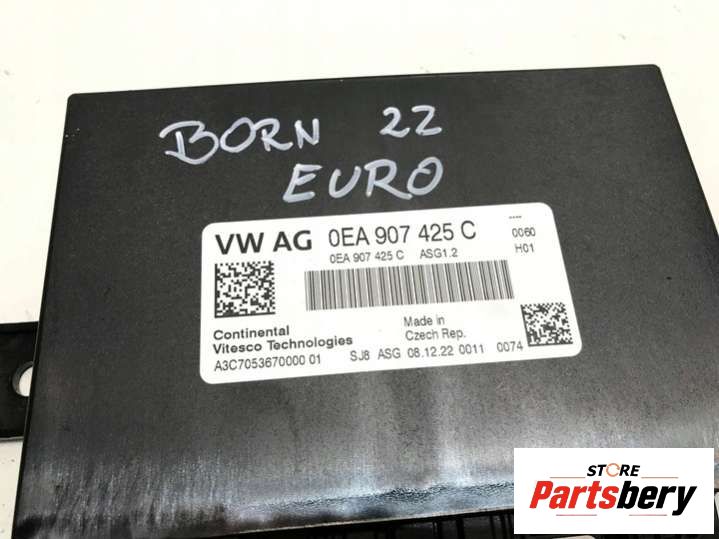 BORN 22
EURO
VW AG 0EA 907 425 C
0EA 907 425 C ASG1.2
----
0060
H01
Continental
Vitesco Technologies
A3C7053670000 01
Made in
Czech Rep.
SJ8 ASG 08.12.22 0011 0074
STORE
Partsbery